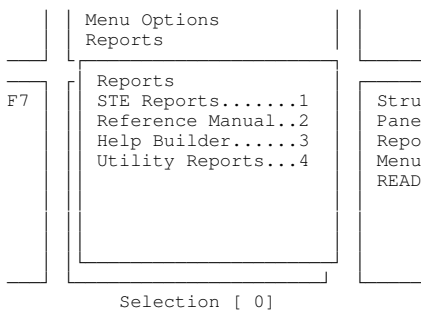 Menu Options
Reports
Reports
STE Reports.......1
Reference Manual..2
Help Builder......3
Utility Reports...4
F7
Stru
Pane
Repo
Menu
READ
Selection [ 0]